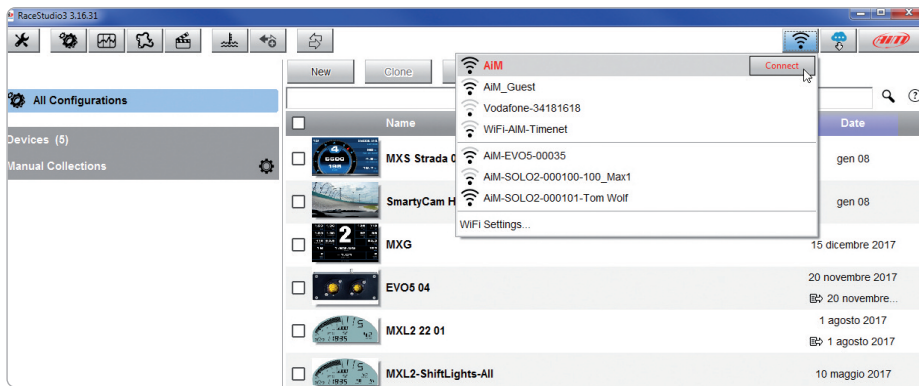 RaceStudio3 3.16.31
AiM
New Clone
AiM Connect
AiM_Guest
Vodafone-34181618
WiFi-AIM-Timenet
AiM-EVO5-00035
AiM-SOLO2-000100-100_Max1
AiM-SOLO2-000101-Tom Wolf
WiFi Settings...
All Configurations
Devices (5)
Manual Collections
Name Date
MXS Strada 0 gen 08
SmartyCam H gen 08
2
MXG 15 dicembre 2017
EVO5 04 20 novembre 2017
20 novembre...
MXL2 22 01 1 agosto 2017
1 agosto 2017
MXL2-ShiftLights-All 10 maggio 2017